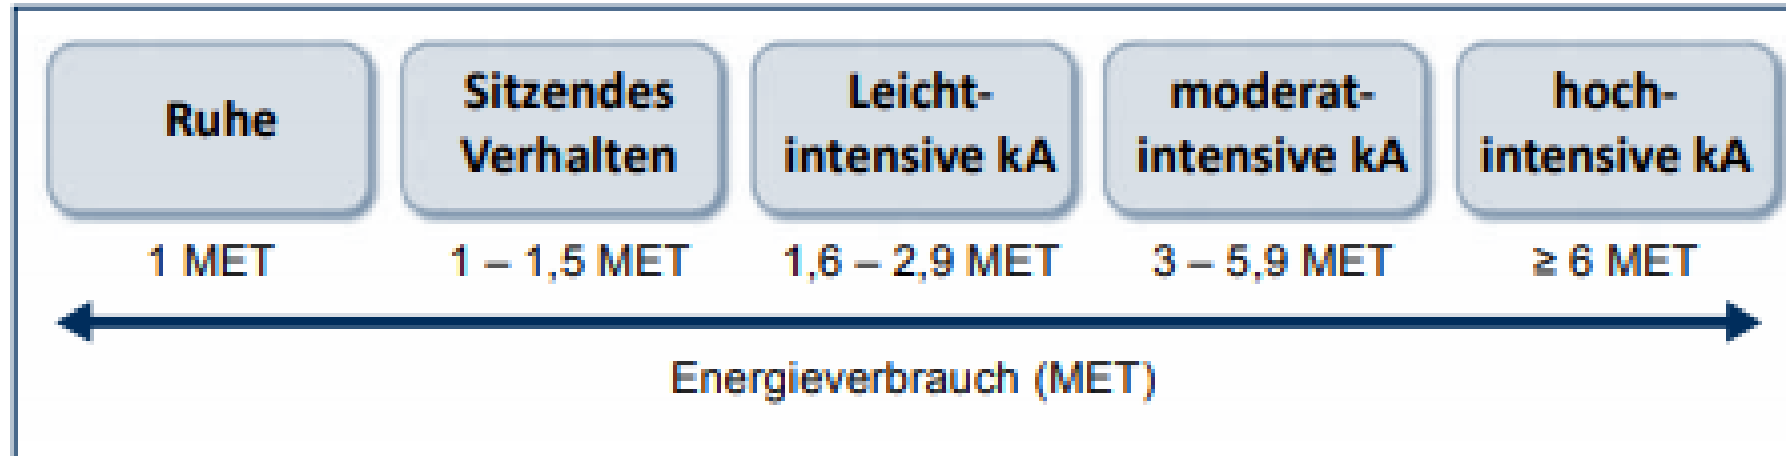 Ruhe
Sitzendes
Verhalten
Leicht-
intensive kA
moderat-
intensive kA
hoch-
intensive kA
1 MET
1 – 1,5 MET
1,6 – 2,9 MET
3 – 5,9 MET
≥ 6 MET
Energieverbrauch (MET)